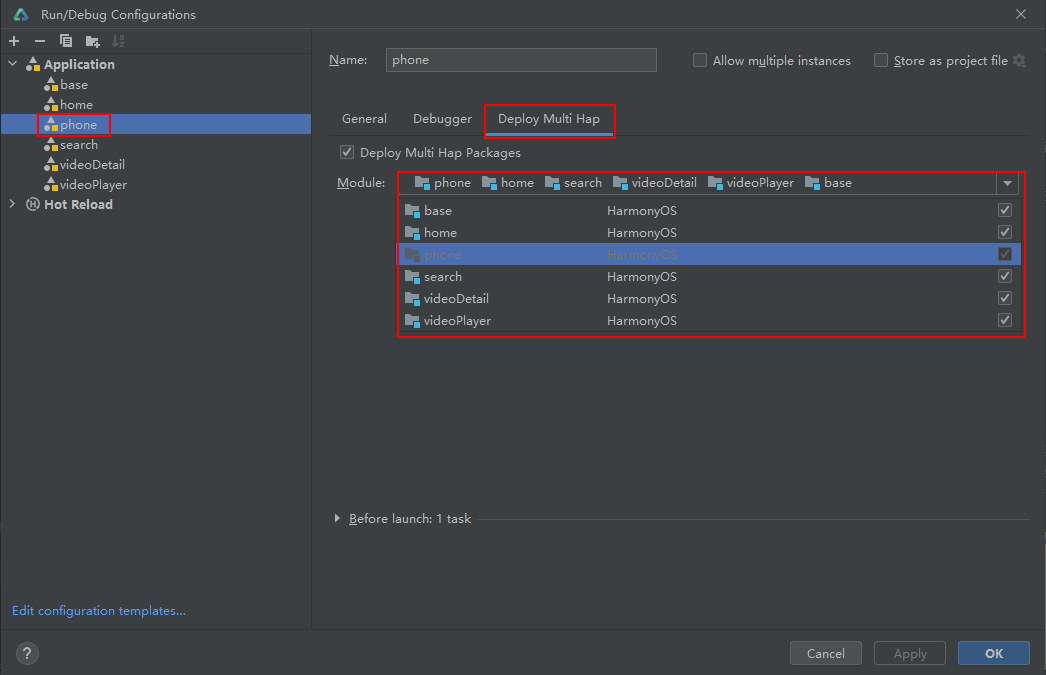 Run/Debug Configurations
Application
base
home
phone
search
videoDetail
videoPlayer
Hot Reload
Edit configuration templates...
Name: phone Allow multiple instances Store as project file
General Debugger Deploy Multi Hap
Deploy Multi Hap Packages
Module: phone home search videoDetail videoPlayer base
base HarmonyOS
home HarmonyOS
phone HarmonyOS
search HarmonyOS
videoDetail HarmonyOS
videoPlayer HarmonyOS
Before launch: 1 task
? Cancel Apply OK